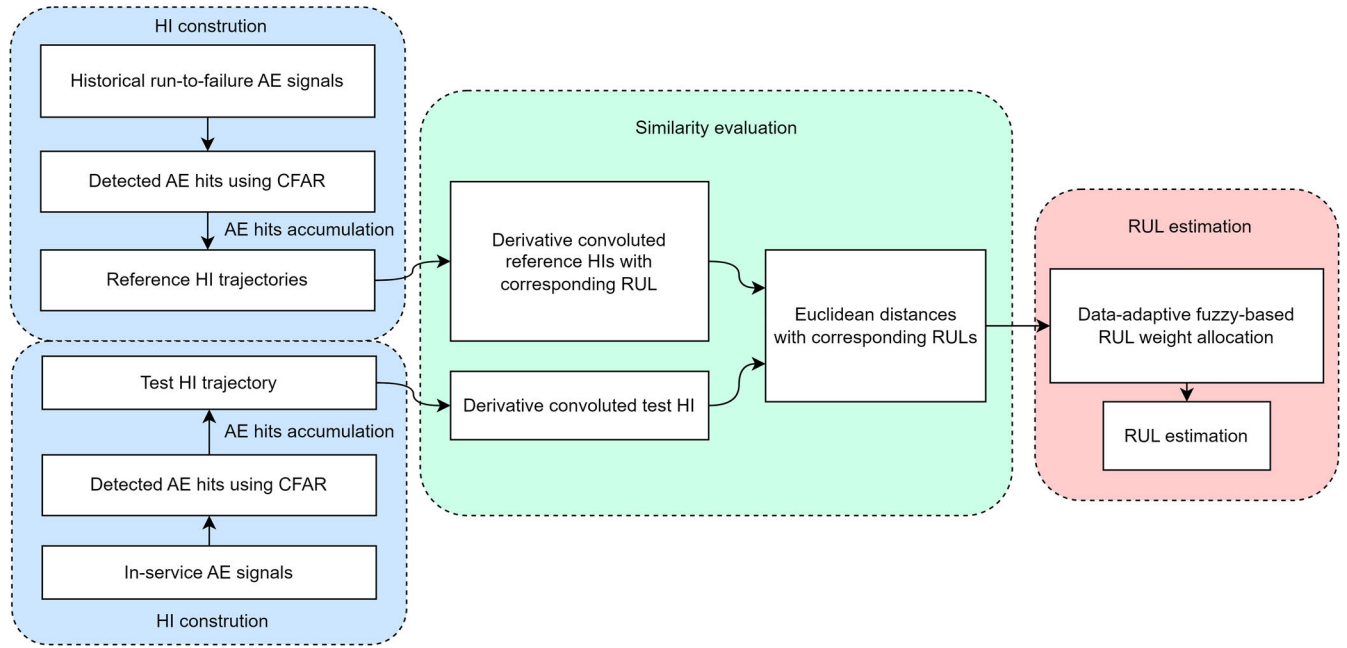 HI constrution
Historical run-to-failure AE signals
Detected AE hits using CFAR
AE hits accumulation
Reference HI trajectories
Test HI trajectory
AE hits accumulation
Detected AE hits using CFAR
In-service AE signals
HI constrution
Similarity evaluation
Derivative convoluted
reference HIs with
corresponding RUL
Derivative convoluted test HI
Euclidean distances
with corresponding RULs
RUL estimation
Data-adaptive fuzzy-based
RUL weight allocation
RUL estimation